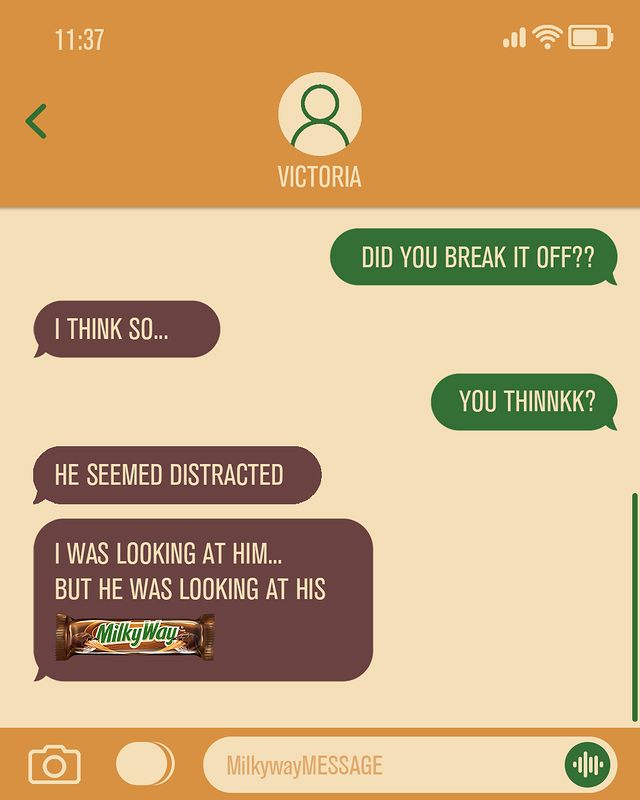 11:37
VICTORIA
DID YOU BREAK IT OFF??
I THINK SO...
YOU THINNKK?
HE SEEMED DISTRACTED
I WAS LOOKING AT HIM...
BUT HE WAS LOOKING AT HIS
MilkyWay
MilkywayMESSAGE